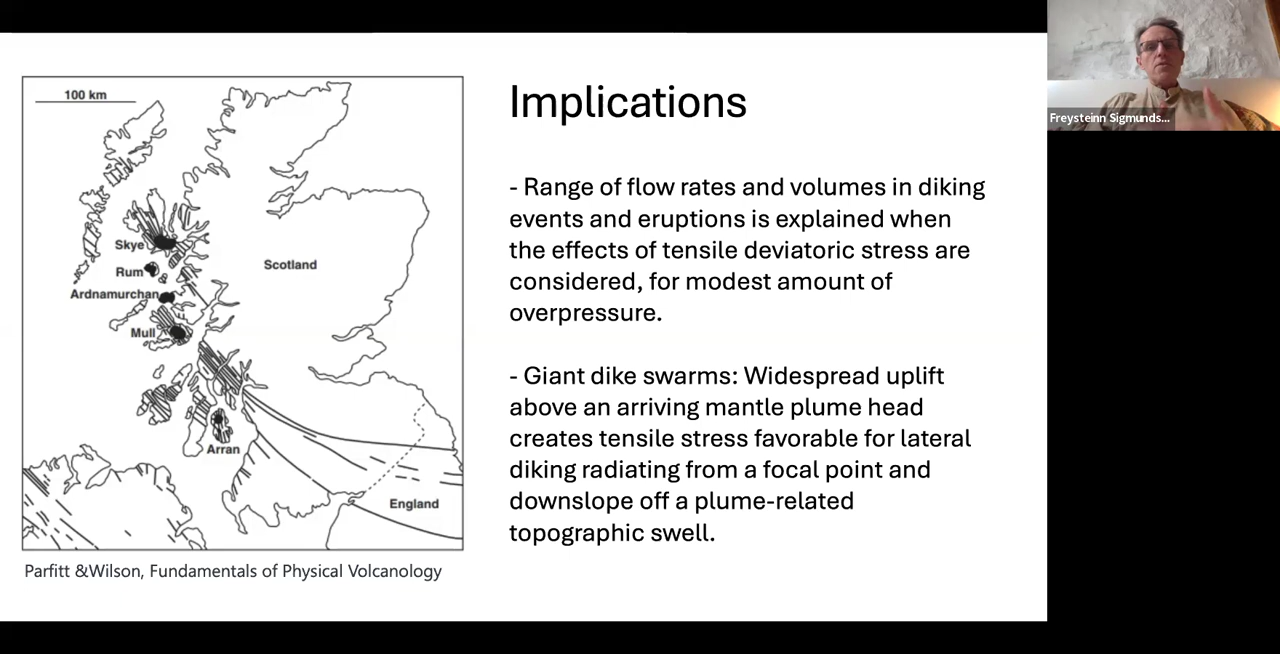 100 km
Skye
Rum
Ardnamurchan
Mull
Arran
Scotland
England
Parfitt &Wilson, Fundamentals of Physical Volcanology
Implications
- Range of flow rates and volumes in diking
events and eruptions is explained when
the effects of tensile deviatoric stress are
considered, for modest amount of
overpressure.
- Giant dike swarms: Widespread uplift
above an arriving mantle plume head
creates tensile stress favorable for lateral
diking radiating from a focal point and
downslope off a plume-related
topographic swell.
Freysteinn Sigmunds...